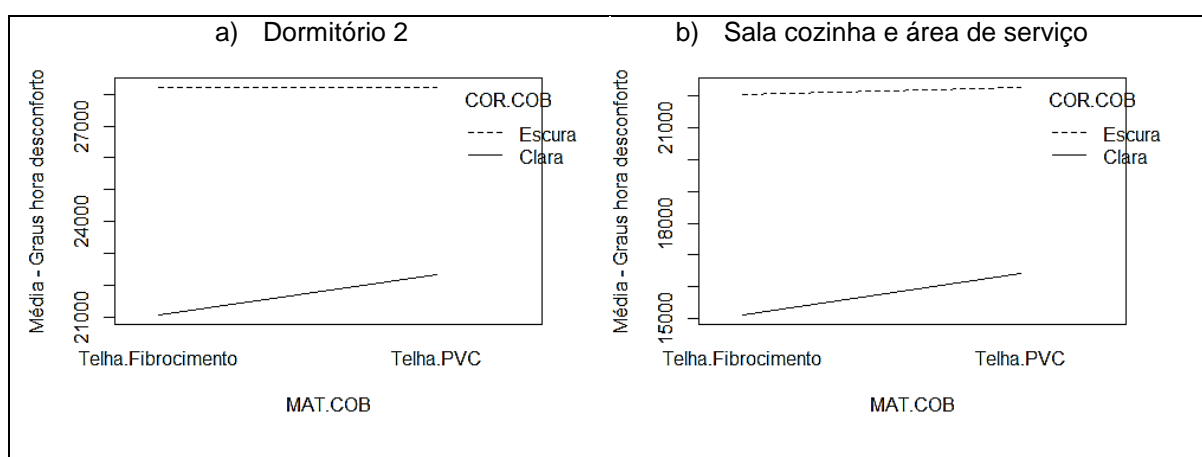 a) Dormitório 2
Média - Graus hora desconforto
27000
24000
21000
COR.COB
Escura
Clara
Telha.Fibrocimento Telha.PVC
MAT.COB
b) Sala cozinha e área de serviço
Média - Graus hora desconforto
21000
18000
15000
COR.COB
Escura
Clara
Telha.Fibrocimento Telha.PVC
MAT.COB